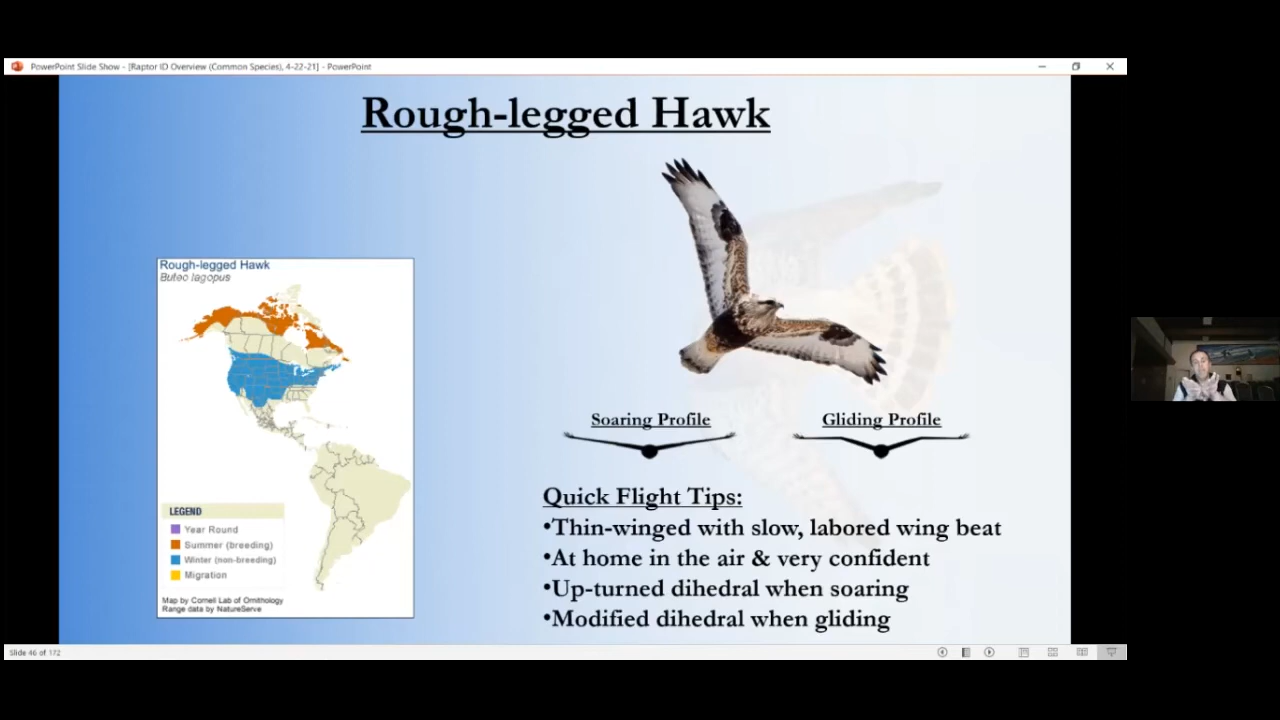 PowerPoint Slide Show - [Raptor ID Overview (Common Species), 4-22-21] - PowerPoint
Rough-legged Hawk
Rough-legged Hawk
Buteo lagopus
Soaring Profile
Gliding Profile
Quick Flight Tips:
•Thin-winged with slow, labored wing beat
•At home in the air & very confident
•Up-turned dihedral when soaring
•Modified dihedral when gliding
LEGEND
Year Round
Summer (breeding)
Winter (non-breeding)
Migration
Map by Cornell Lab of Ornithology
Range data by NatureServe
Slide 46 of 172